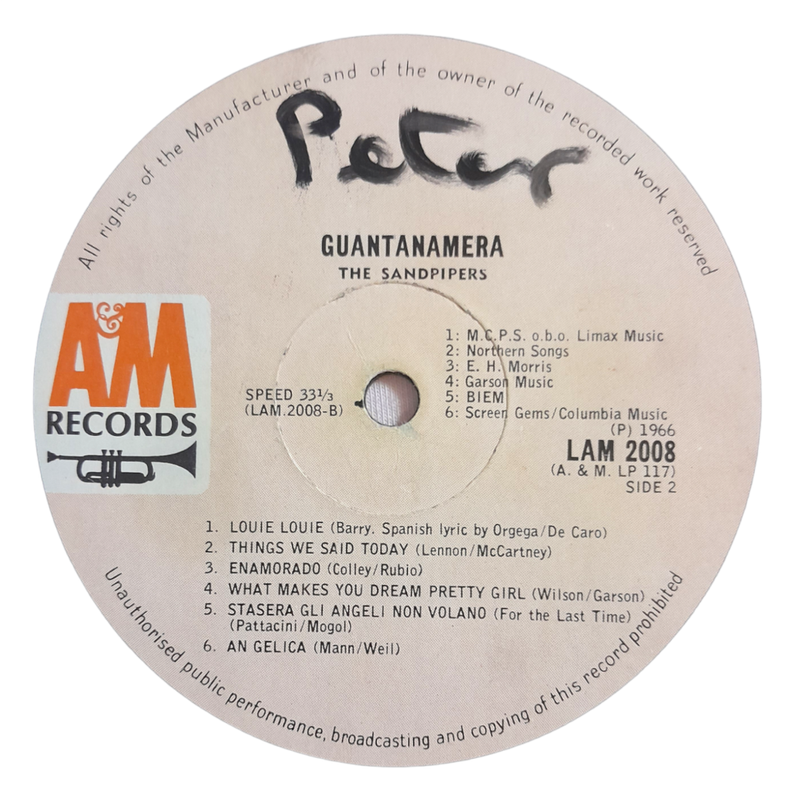 All rights of the Manufacturer and of the owner of the recorded work reserved
Peter
GUANTANAMERA
THE SANDPIPERS
A&M
RECORDS
1: M.C.P.S. o.b.o. Limax Music
2: Northern Songs
3: E. H. Morris
4: Garson Music
5: BIEM
6: Screen Gems/Columbia Music
(P) 1966
SPEED 33⅓
(LAM.2008-B)
LAM 2008
(A. & M. LP 117)
SIDE 2
1. LOUIE LOUIE (Barry. Spanish lyric by Orgega/De Caro)
2. THINGS WE SAID TODAY (Lennon/McCartney)
3. ENAMORADO (Colley/Rubio)
4. WHAT MAKES YOU DREAM PRETTY GIRL (Wilson/Garson)
5. STASERA GLI ANGELI NON VOLANO (For the Last Time)
(Pattacini/Mogol)
6. AN GELICA (Mann/Weil)
Unauthorised public performance, broadcasting and copying of this record prohibited